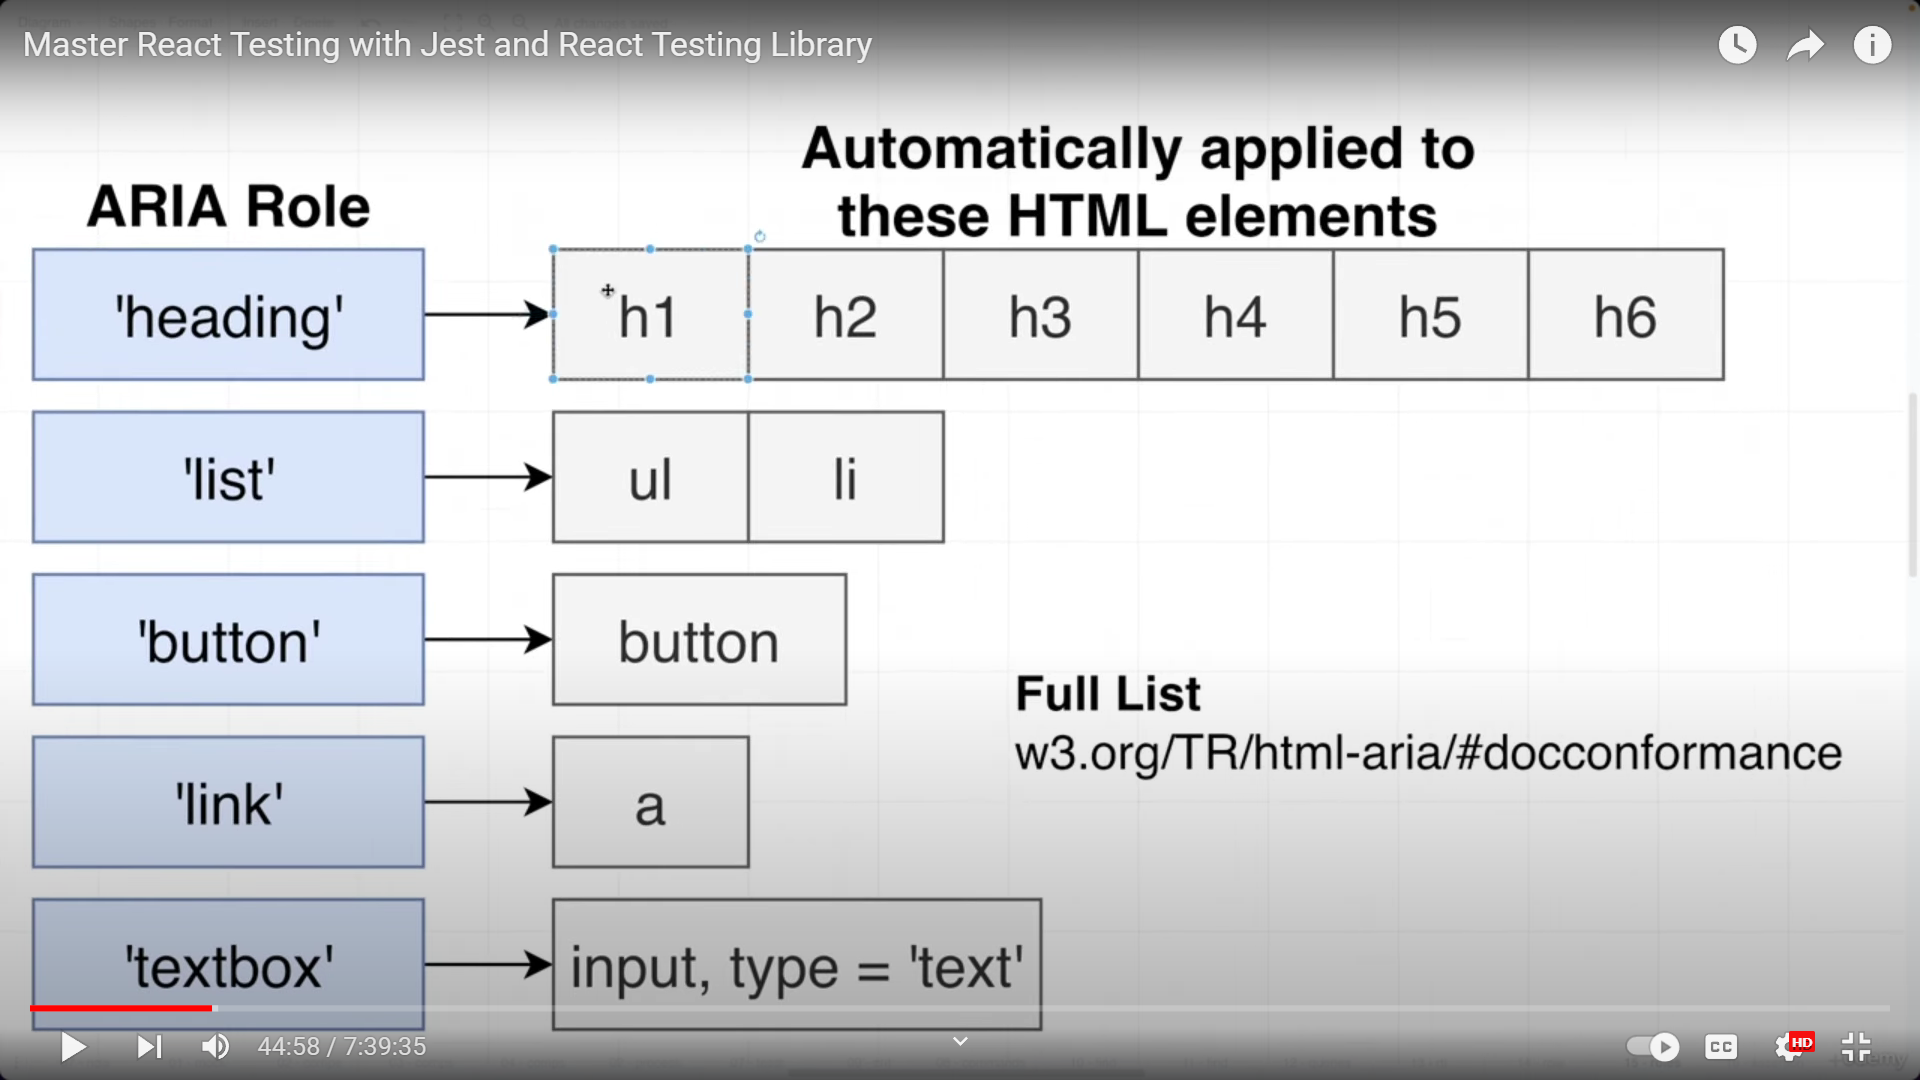 Master React Testing with Jest and React Testing Library
Automatically applied to
these HTML elements
ARIA Role
'heading'
h1
h2
h3
h4
h5
h6
'list'
ul
li
'button'
button
Full List
w3.org/TR/html-aria/#docconformance
'link'
a
'textbox'
input, type = 'text'
44:58 / 7:39:35
CC
HD